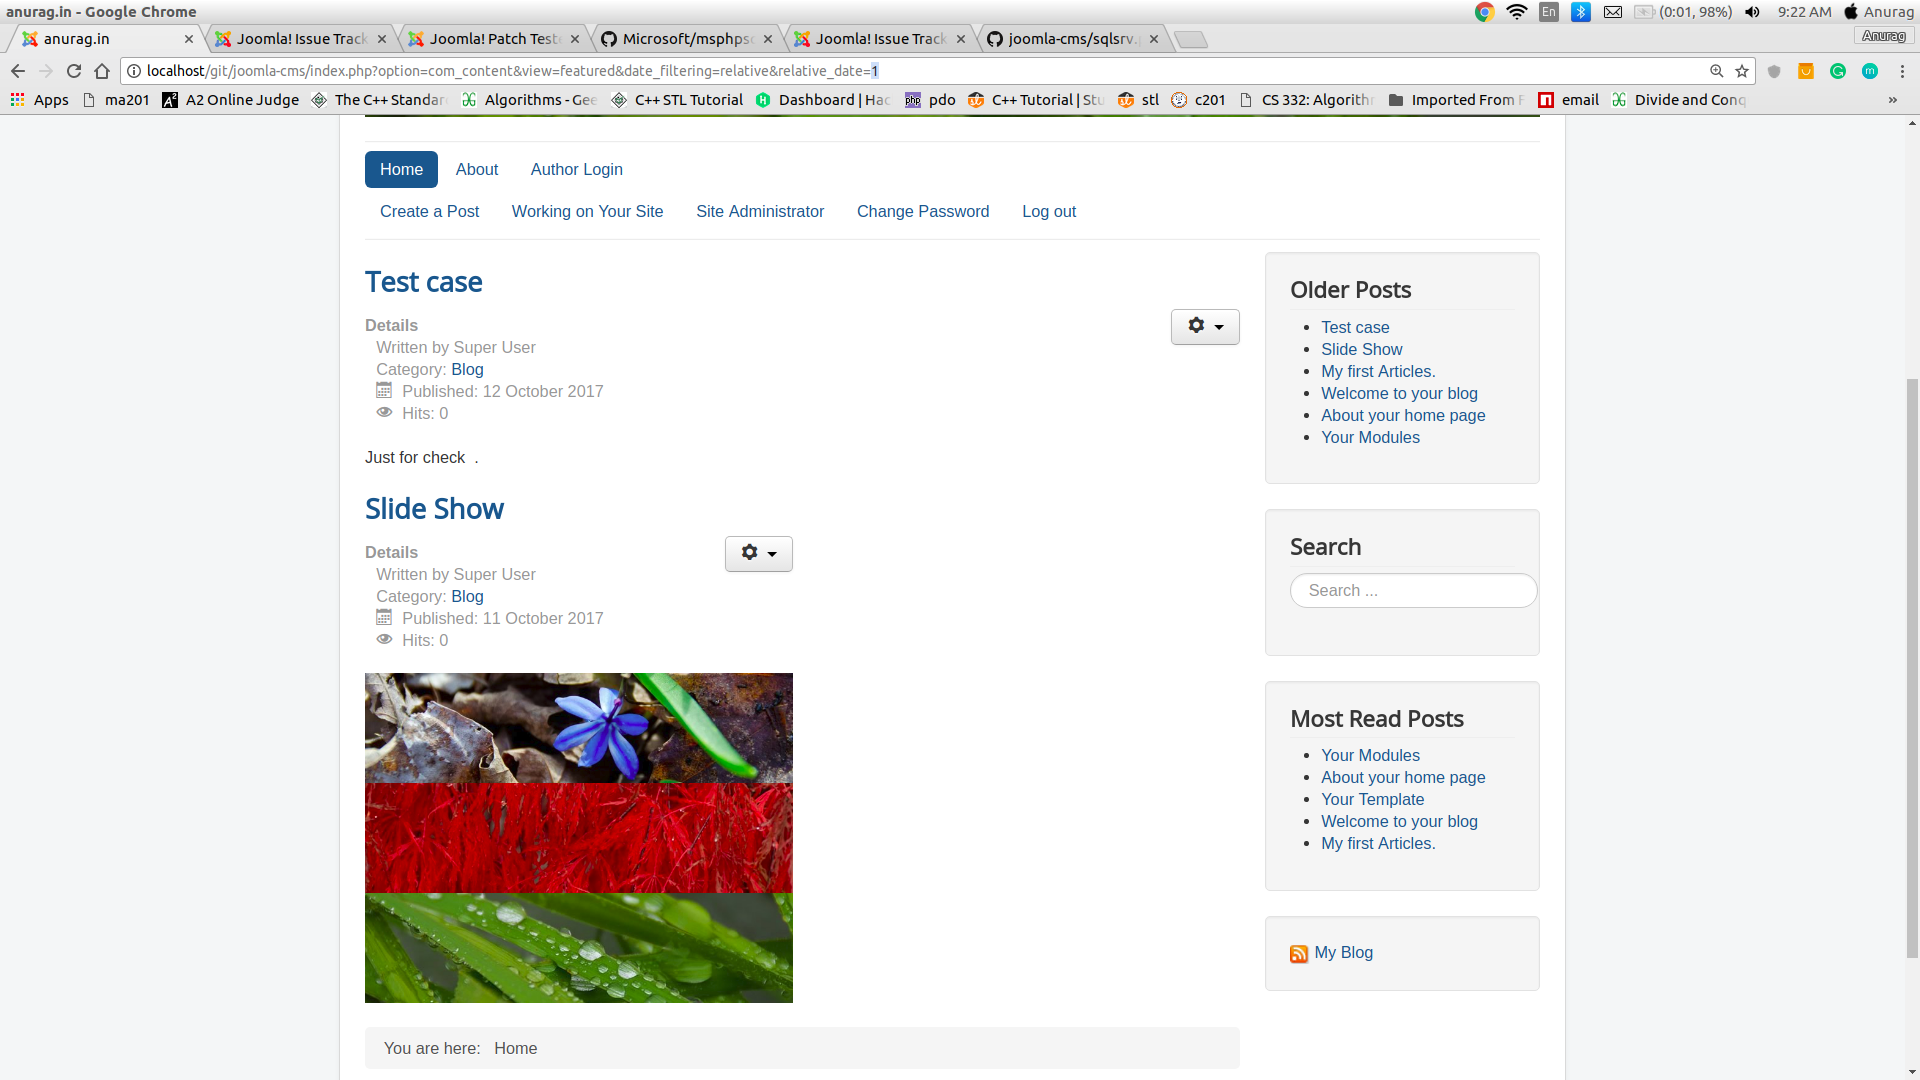 anurag.in - Google Chrome
En (0:01, 98%) 9:22 AM Anurag
anurag.in Joomla! Issue Track Joomla! Patch Test Microsoft/msphps Joomla! Issue Track joomla-cms/sqlsrv. Anurag
localhost/git/joomla-cms/index.php?option=com_content&view=featured&date_filtering=relative&relative_date=1
Apps ma201 A2 Online Judge The C++ Standar Algorithms - Gee C++ STL Tutorial Dashboard | Hac pdo C++ Tutorial | Stu stl c201 CS 332: Algorith Imported From F email Divide and Conq »
Home About Author Login
Create a Post Working on Your Site Site Administrator Change Password Log out
Test case
Details
Written by Super User
Category: Blog
Published: 12 October 2017
Hits: 0
Just for check .
Slide Show
Details
Written by Super User
Category: Blog
Published: 11 October 2017
Hits: 0
You are here: Home
Older Posts
Test case
Slide Show
My first Articles.
Welcome to your blog
About your home page
Your Modules
Search
Search ...
Most Read Posts
Your Modules
About your home page
Your Template
Welcome to your blog
My first Articles.
My Blog